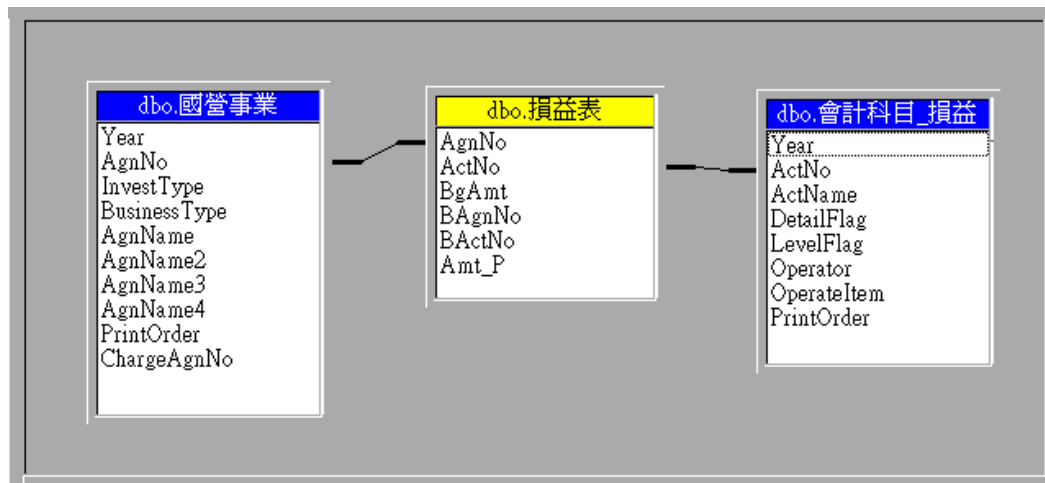 dbo.國營事業
Year
AgnNo
InvestType
BusinessType
AgnName
AgnName2
AgnName3
AgnName4
PrintOrder
ChargeAgnNo
dbo.損益表
AgnNo
ActNo
BgAmt
BAgnNo
BActNo
Amt_P
dbo.會計科目_損益
Year
ActNo
ActName
DetailFlag
LevelFlag
Operator
OperateItem
PrintOrder